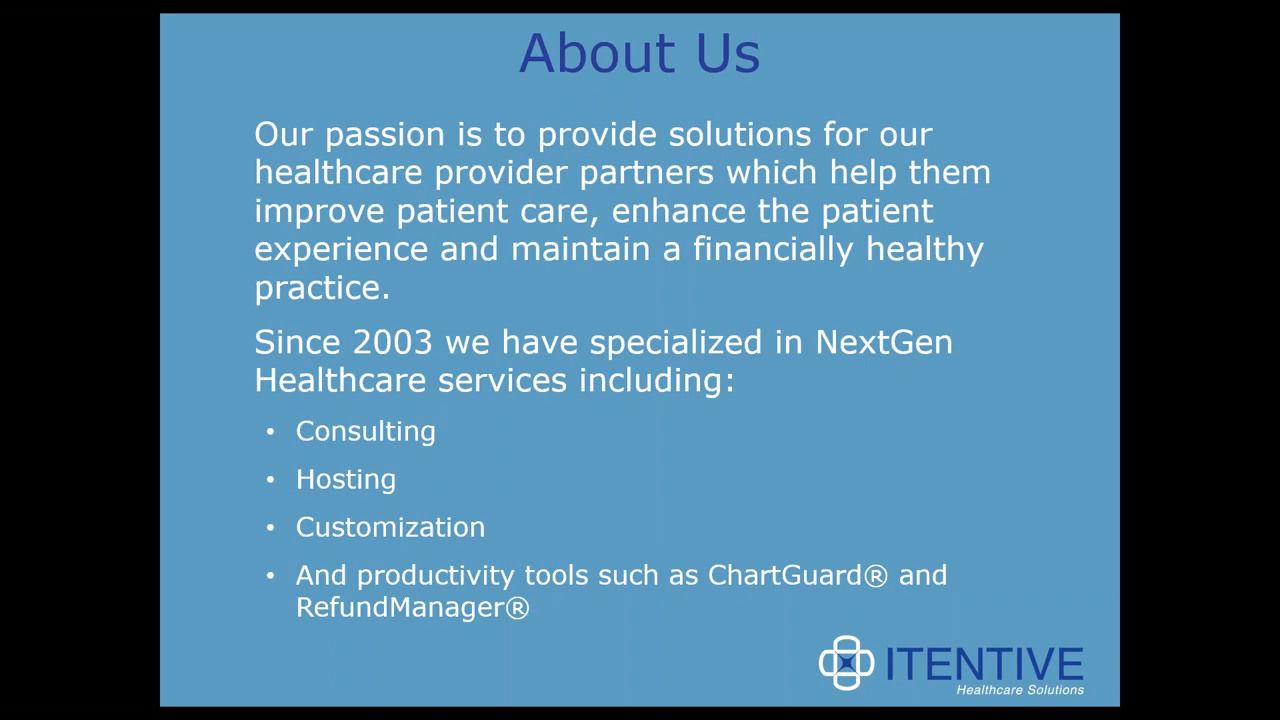 About Us
Our passion is to provide solutions for our
healthcare provider partners which help them
improve patient care, enhance the patient
experience and maintain a financially healthy
practice.
Since 2003 we have specialized in NextGen
Healthcare services including:
• Consulting
• Hosting
• Customization
• And productivity tools such as ChartGuard® and
RefundManager®
ITENTIVE
Healthcare Solutions